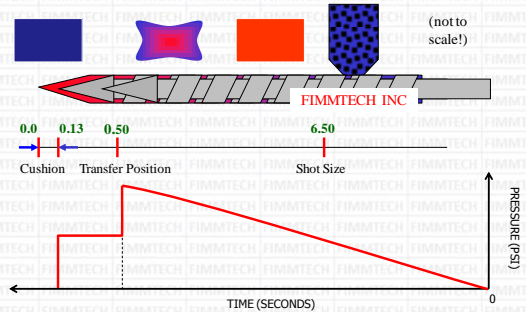 (not to
scale!)
FIMMTECH INC
0.0 0.13 0.50 6.50
Cushion Transfer Position Shot Size
PRESSURE (PSI)
0
TIME (SECONDS)